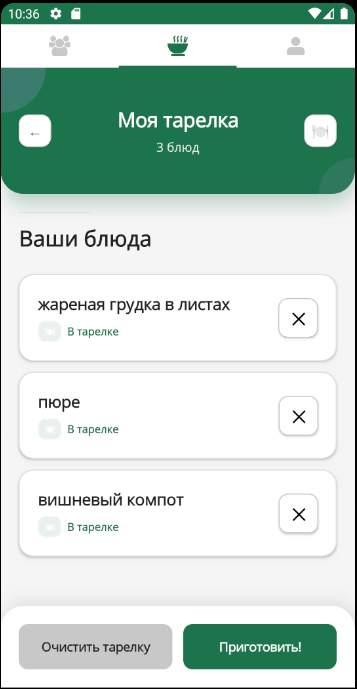 10:36
Моя тарелка
3 блюд
Ваши блюда
жареная грудка в листах
В тарелке
пюре
В тарелке
вишневый компот
В тарелке
Очистить тарелку
Приготовить!